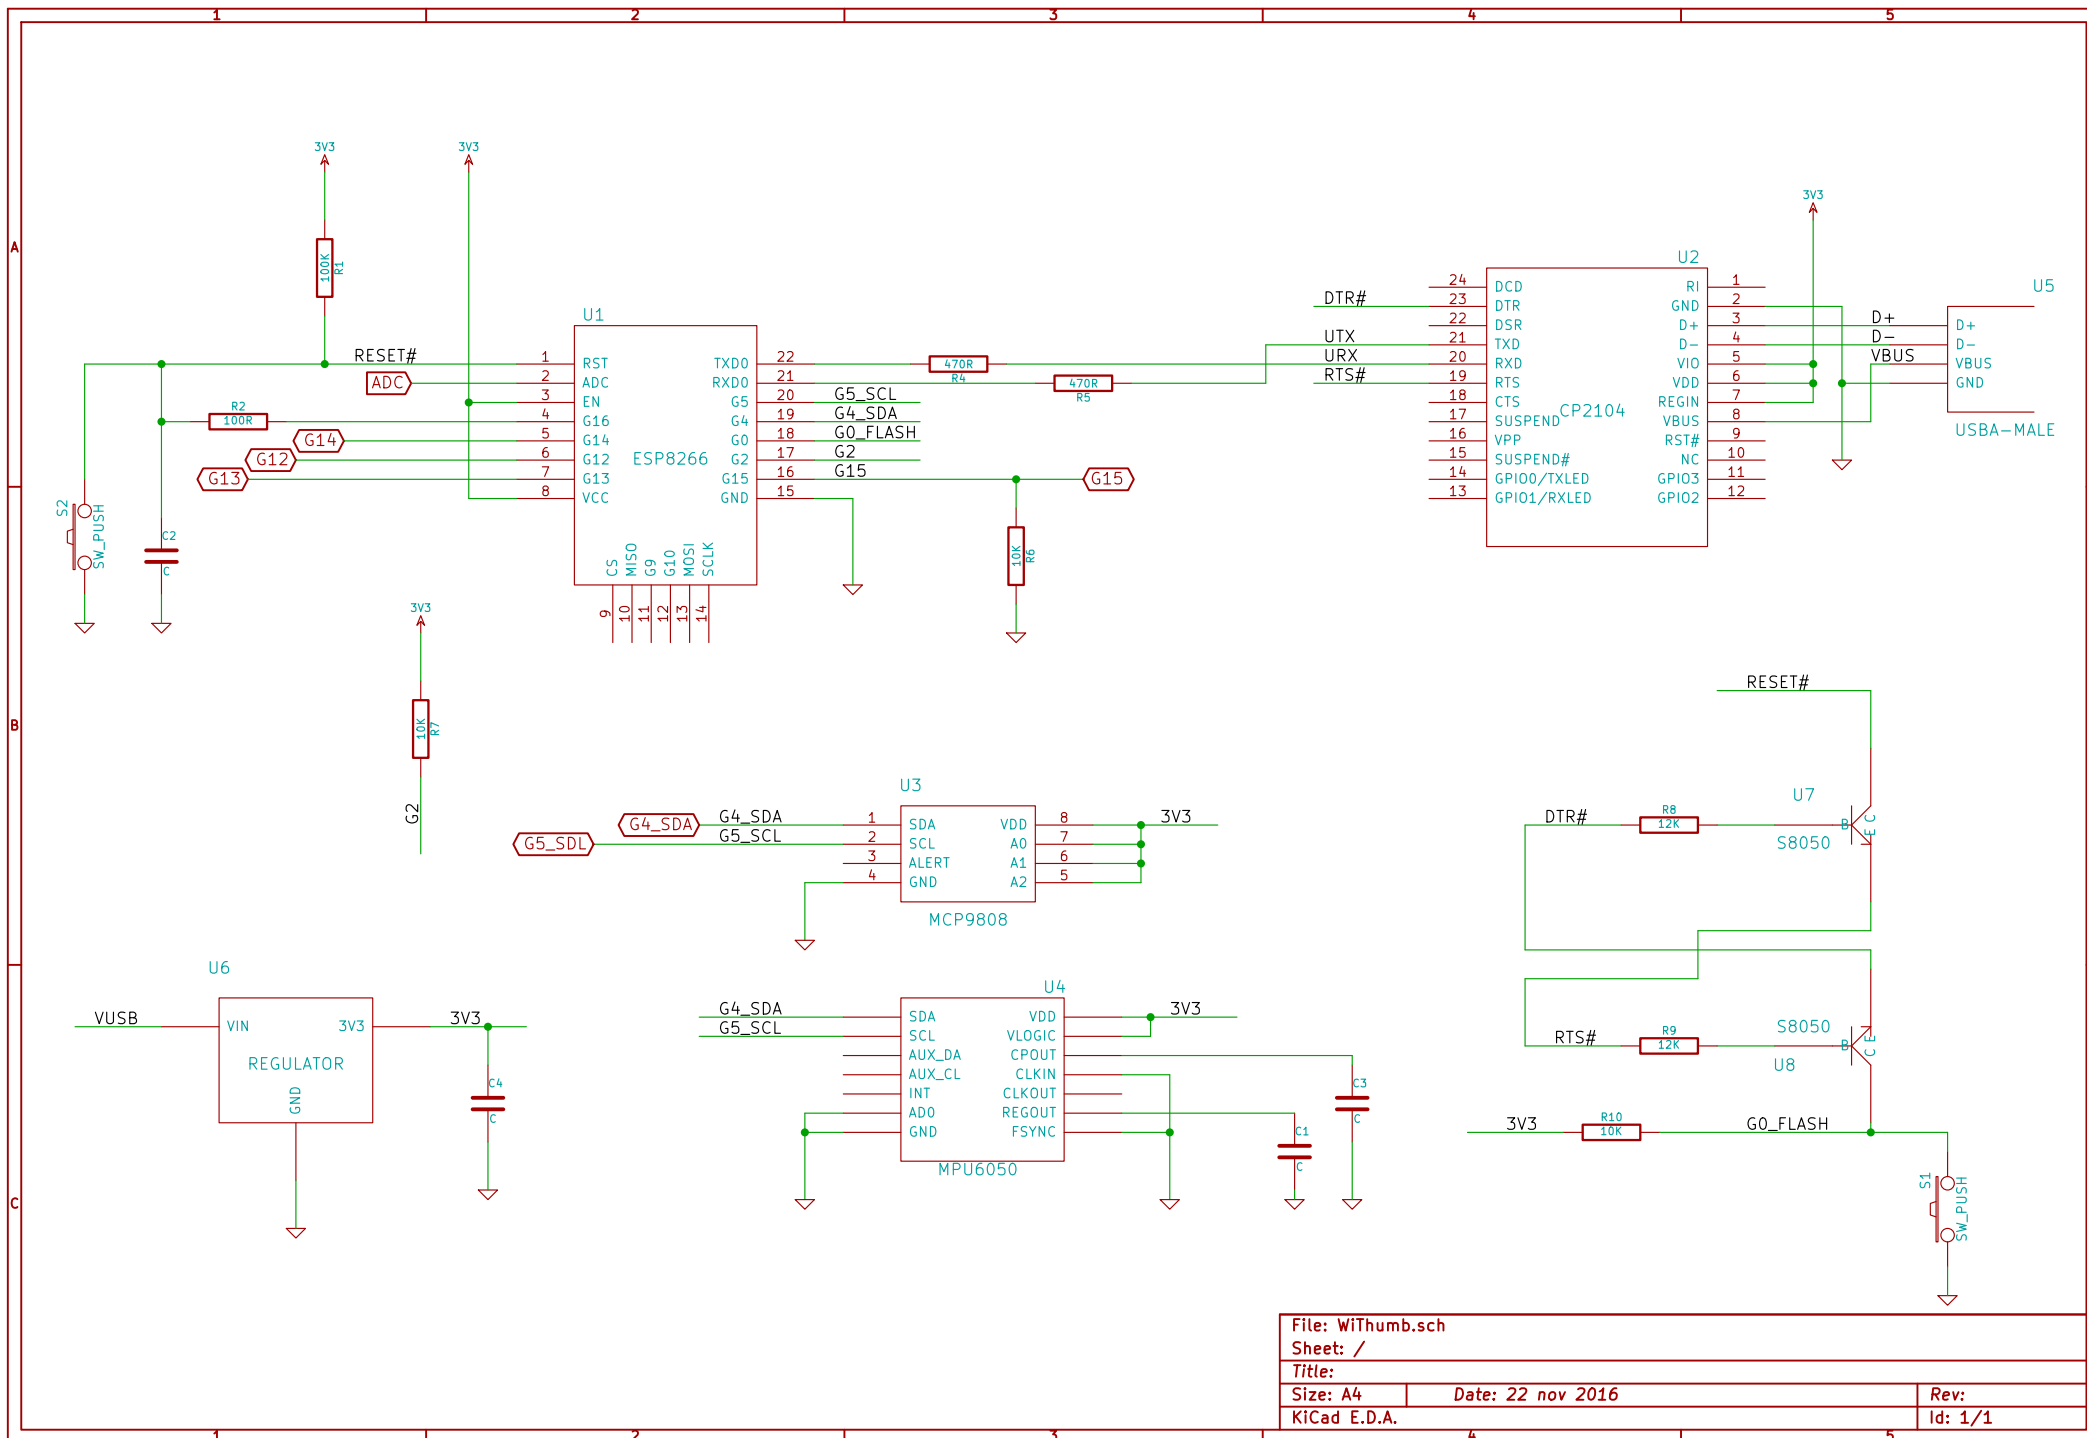 1 2 3 4 5
A
B
C
3V3
100K
R1
3V3
RESET#
ADC
R2
100R
G14
G12
G13
S2
SW_PUSH
C2
C
U1
ESP8266
1 RST
2 ADC
3 EN
4 G16
5 G14
6 G12
7 G13
8 VCC
TXD0 22
RXD0 21
G5 20
G4 19
G0 18
G2 17
G15 16
GND 15
CS MISO G9 G10 MOSI SCLK
9 10 11 12 13 14
G5_SCL
G4_SDA
G0_FLASH
G2
G15
470R
R4
470R
R5
G15
10K
R6
DTR#
UTX
URX
RTS#
U2
CP2104
24 DCD
23 DTR
22 DSR
21 TXD
20 RXD
19 RTS
18 CTS
17 SUSPEND
16 VPP
15 SUSPEND#
14 GPIO0/TXLED
13 GPIO1/RXLED
RI 1
GND 2
D+ 3
D- 4
VIO 5
VDD 6
REGIN 7
VBUS 8
RST# 9
NC 10
GPIO3 11
GPIO2 12
3V3
D+
D-
VBUS
U5
D+
D-
VBUS
GND
USBA-MALE
3V3
10K
R7
G2
U3
G4_SDA
G5_SDL
G4_SDA
G5_SCL
1 SDA
2 SCL
3 ALERT
4 GND
VDD 8
A0 7
A1 6
A2 5
3V3
MCP9808
RESET#
U7
DTR#
R8
12K
B C E
S8050
S8050
RTS#
R9
12K
B E C
U8
3V3
R10
10K
G0_FLASH
S1
SW_PUSH
U6
VUSB
VIN
3V3
REGULATOR
GND
3V3
C4
C
U4
G4_SDA
G5_SCL
SDA
SCL
AUX_DA
AUX_CL
INT
AD0
GND
VDD
VLOGIC
CPOUT
CLKIN
CLKOUT
REGOUT
FSYNC
3V3
MPU6050
C1
C
C3
C
File: WiThumb.sch
Sheet: /
Title:
Size: A4 Date: 22 nov 2016 Rev:
KiCad E.D.A. Id: 1/1
1 2 3 4 5